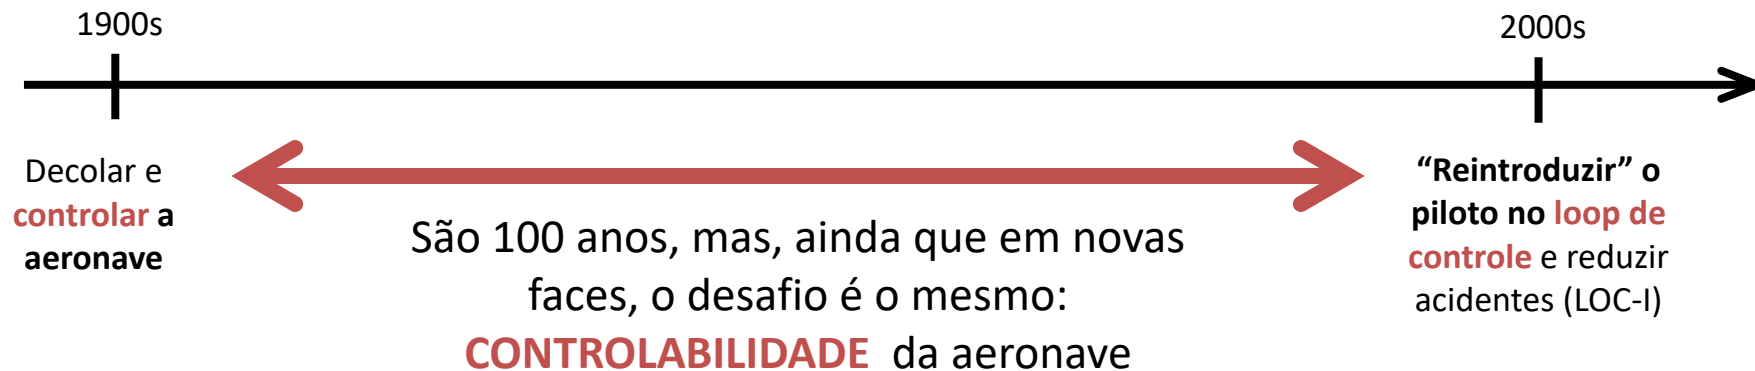 1900s
2000s
Decolar e
controlar a
aeronave
São 100 anos, mas, ainda que em novas
faces, o desafio é o mesmo:
CONTROLABILIDADE da aeronave
“Reintroduzir” o
piloto no loop de
controle e reduzir
acidentes (LOC-I)